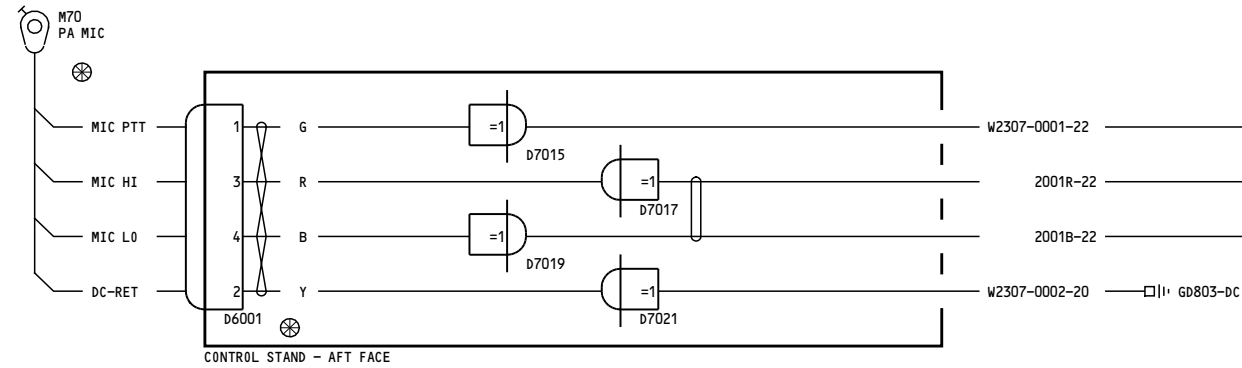 M70
PA MIC
MIC PTT 1 G =1 W2307-0001-22
D7015
MIC HI 3 R =1 2001R-22
D7017
MIC LO 4 B =1 2001B-22
D7019
DC-RET 2 Y =1 W2307-0002-20 GD803-DC
D6001 D7021
CONTROL STAND - AFT FACE